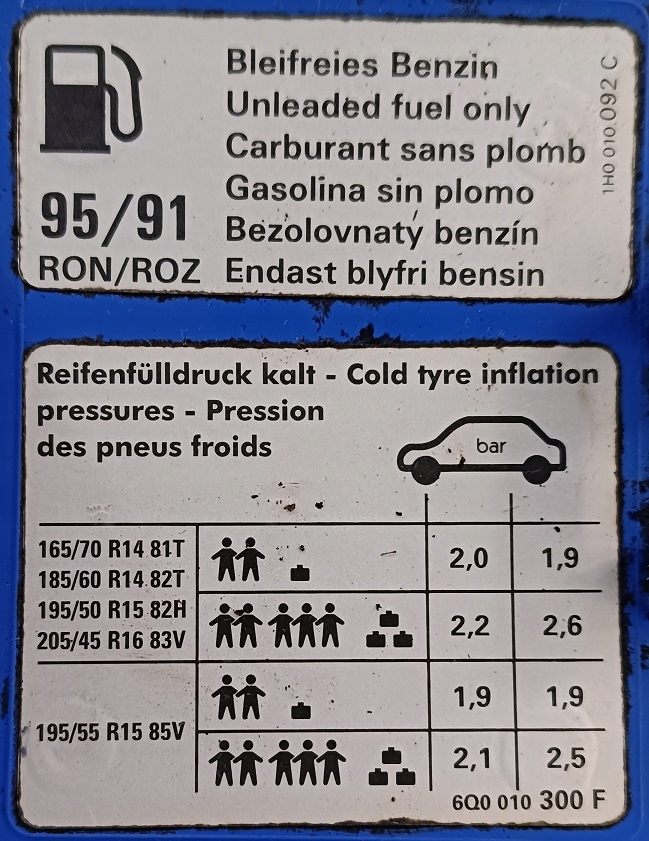 Bleifreies Benzin
Unleaded fuel only
Carburant sans plomb
Gasolina sin plomo
Bezolovnatý benzín
Endast blyfri bensin
95/91
RON/ROZ
1H0 010 092 C
Reifenfülldruck kalt - Cold tyre inflation
pressures - Pression
des pneus froids
bar
165/70 R14 81T
185/60 R14 82T
195/50 R15 82H
205/45 R16 83V
2,0 1,9
2,2 2,6
195/55 R15 85V
1,9 1,9
2,1 2,5
6Q0 010 300 F